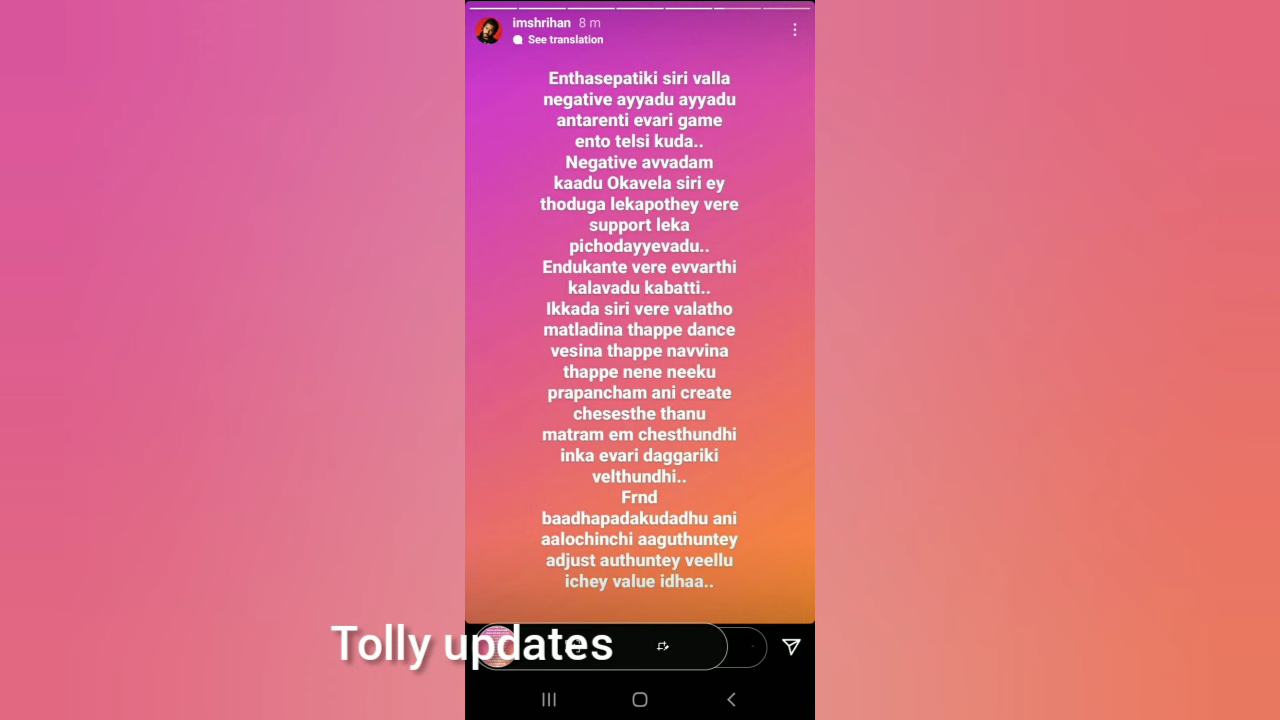 imshrihan 8 m
See translation
Enthasepatiki siri valla
negative ayyadu ayyadu
antarenti evari game
ento telsi kuda..
Negative avvadam
kaadu Okavela siri ey
thoduga lekapothey vere
support leka
pichodayyevadu..
Endukante vere evvarthi
kalavadu kabatti..
Ikkada siri vere valatho
matladina thappe dance
vesina thappe navvina
thappe nene neeku
prapancham ani create
chesesthe thanu
matram em chesthundhi
inka evari daggariki
velthundhi..
Frnd
baadhapadakudadhu ani
aalochinchi aaguthuntey
adjust authuntey veellu
ichey value idhaa..
Tolly updates